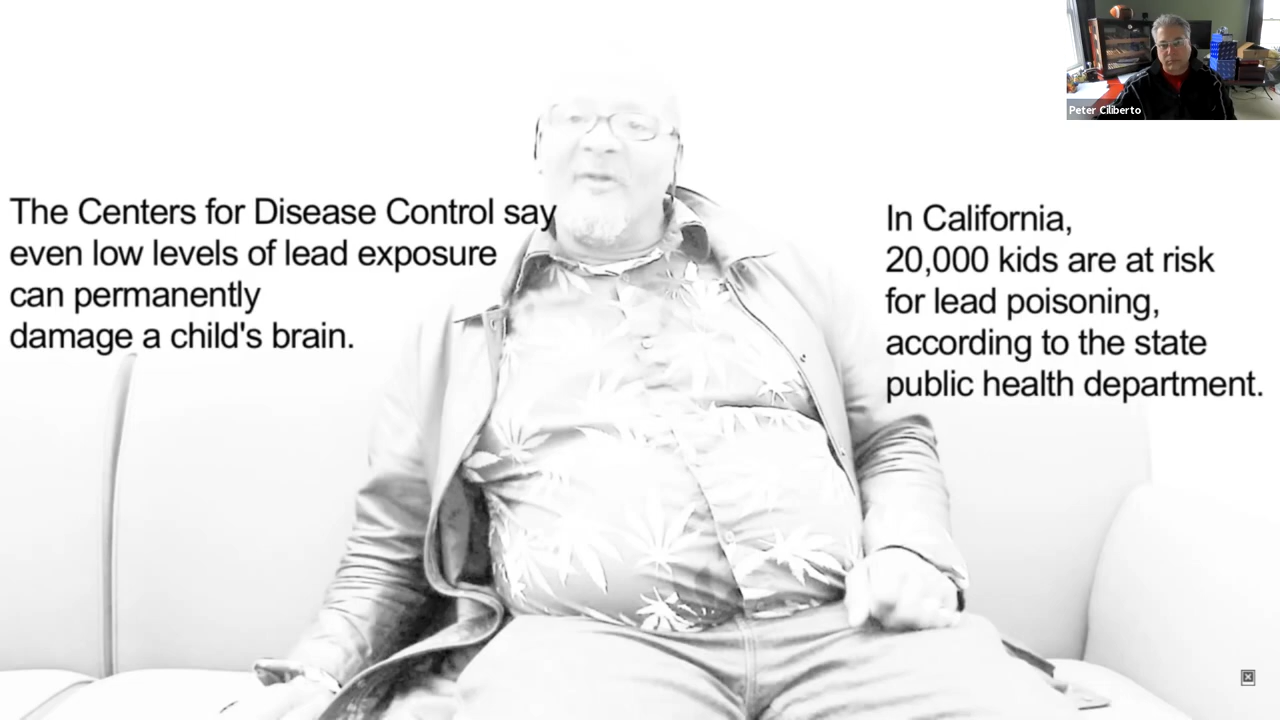 Peter Ciliberto
The Centers for Disease Control say
even low levels of lead exposure
can permanently
damage a child's brain.
In California,
20,000 kids are at risk
for lead poisoning,
according to the state
public health department.